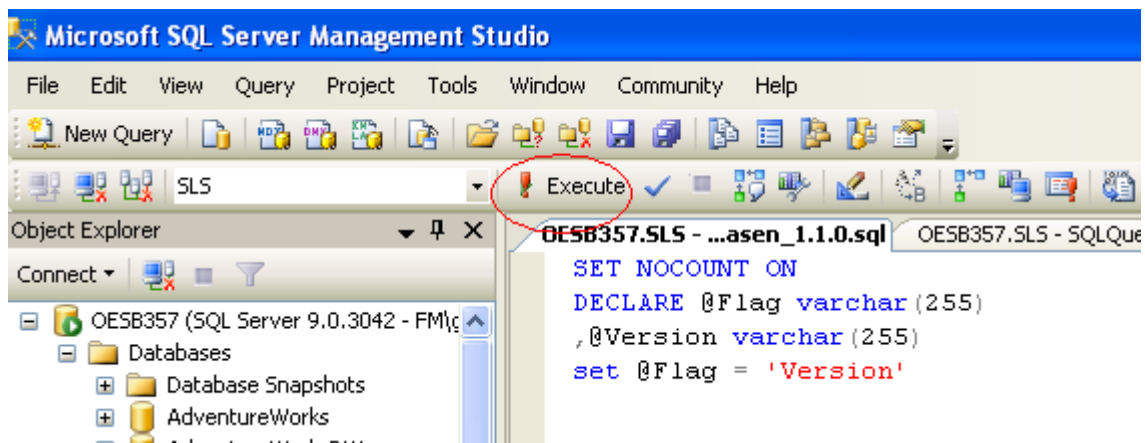 Microsoft SQL Server Management Studio
File Edit View Query Project Tools Window Community Help
New Query
SLS Execute
Object Explorer
OESB357.SLS - ...asen_1.1.0.sql OESB357.SLS - SQLQue
Connect
SET NOCOUNT ON
DECLARE @Flag varchar(255)
,@Version varchar(255)
set @Flag = 'Version'
OESB357 (SQL Server 9.0.3042 - FM\
Databases
Database Snapshots
AdventureWorks